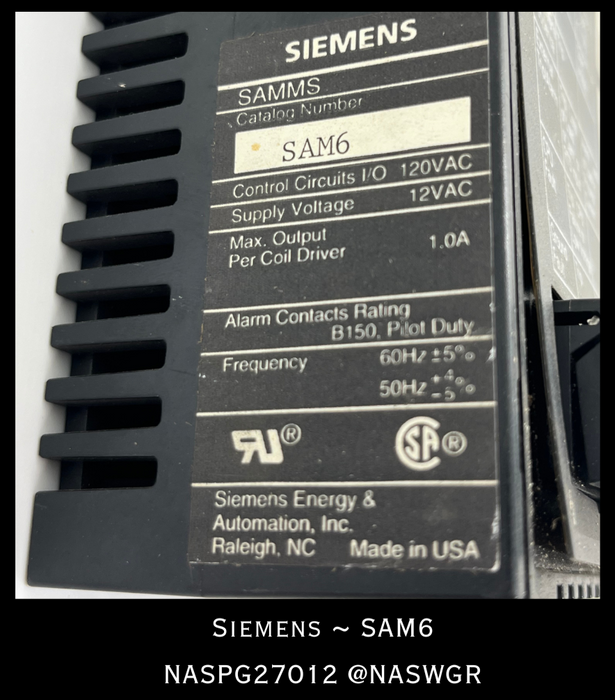 SIEMENS
SAMMS
Catalog Number
SAM6
Control Circuits I/O 120VAC
Supply Voltage 12VAC
Max. Output
Per Coil Driver 1.0A
Alarm Contacts Rating
B150, Pilot Duty
Frequency 60Hz ±5%
50Hz +4% -5%
RU® SA®
Siemens Energy &
Automation, Inc.
Raleigh, NC Made in USA
SIEMENS ~ SAM6
NASPG27012 @NASWGR